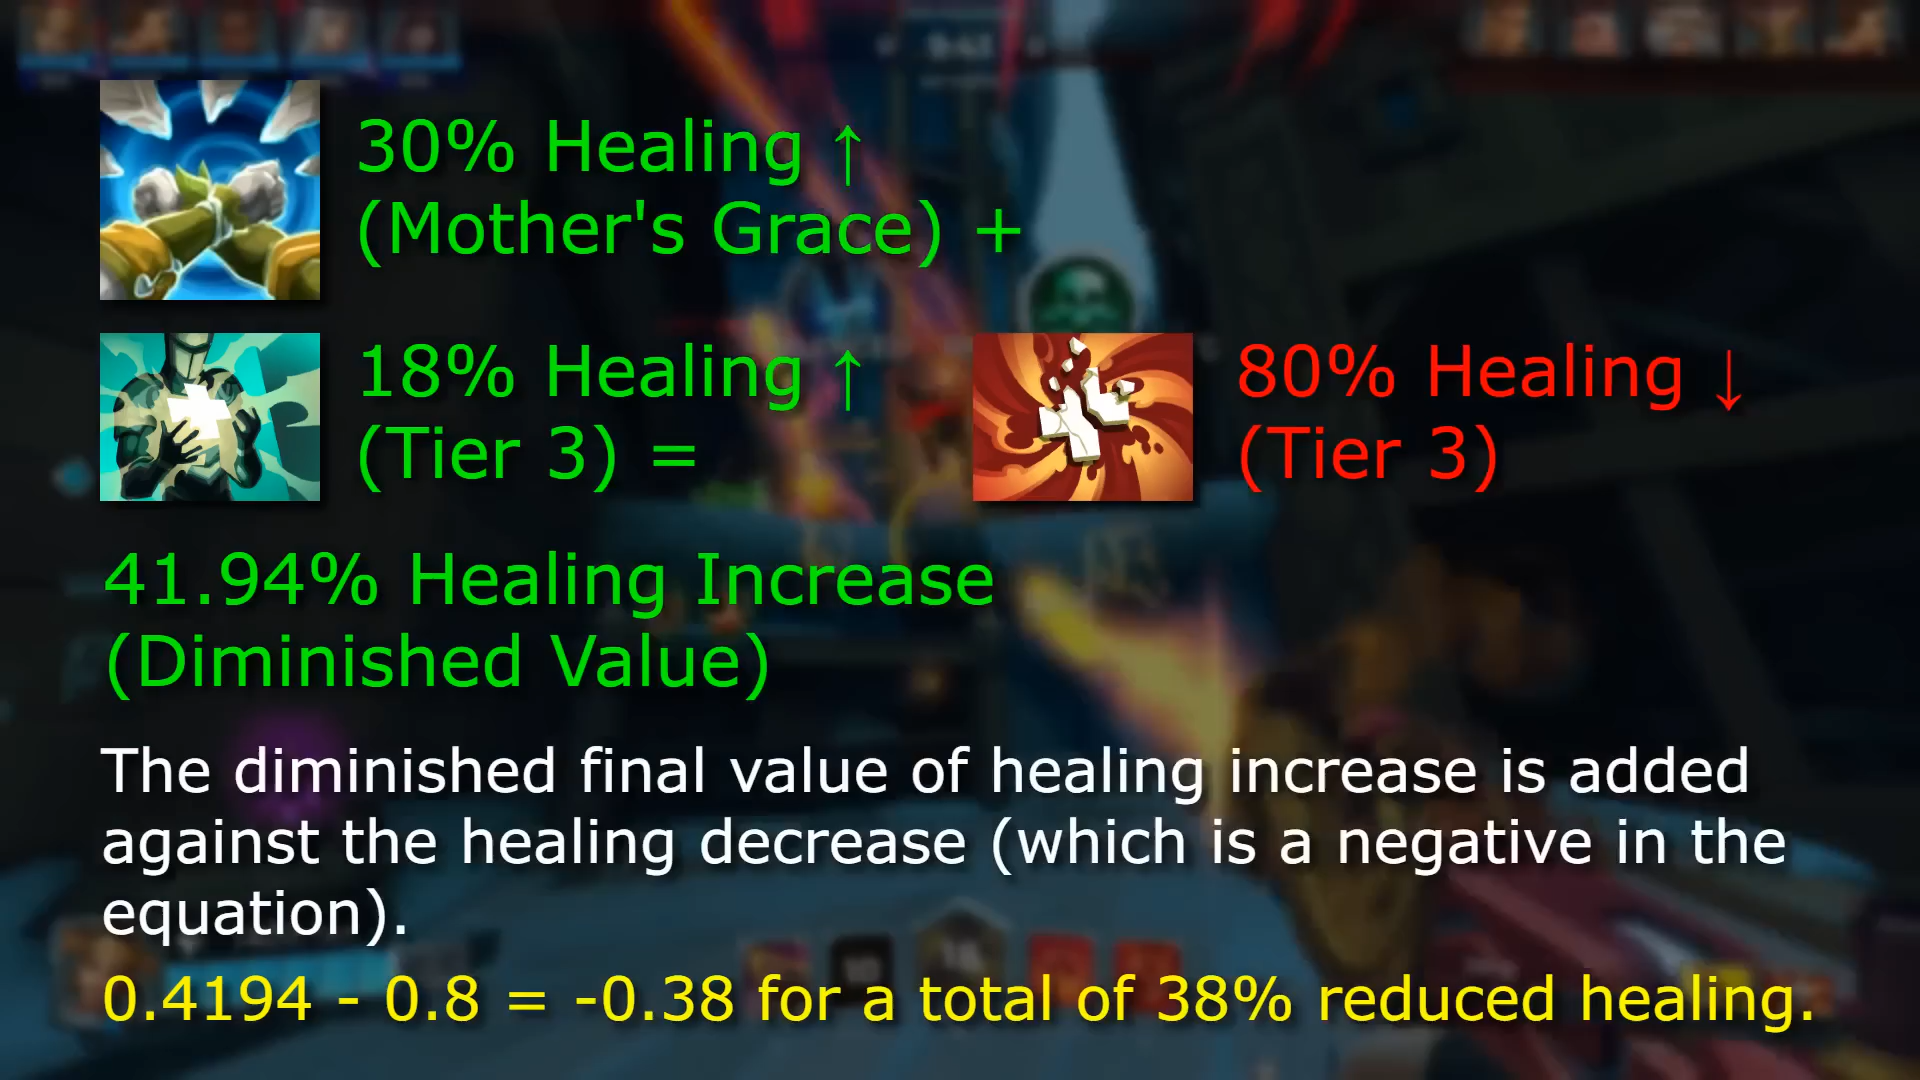 30% Healing ↑
(Mother's Grace) +
18% Healing ↑
(Tier 3) =
80% Healing ↓
(Tier 3)
41.94% Healing Increase
(Diminished Value)
The diminished final value of healing increase is added
against the healing decrease (which is a negative in the
equation).
0.4194 - 0.8 = -0.38 for a total of 38% reduced healing.